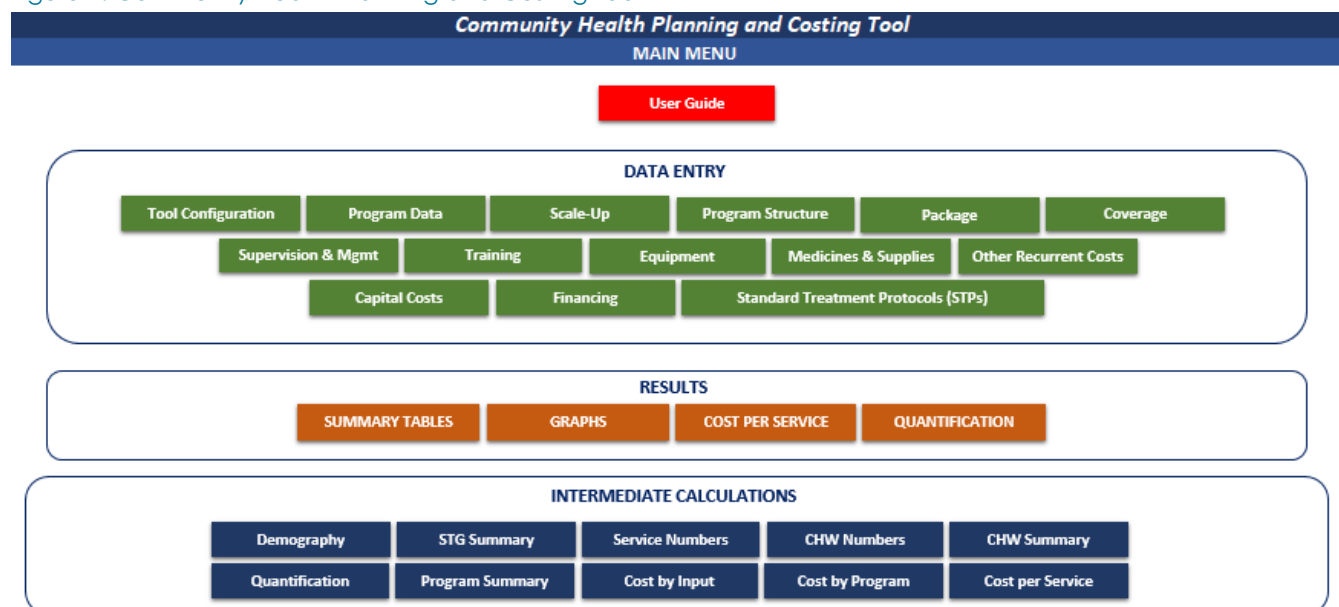 Community Health Planning and Costing Tool
MAIN MENU
User Guide
DATA ENTRY
Tool Configuration Program Data Scale-Up Program Structure Package Coverage
Supervision & Mgmt Training Equipment Medicines & Supplies Other Recurrent Costs
Capital Costs Financing Standard Treatment Protocols (STPs)
RESULTS
SUMMARY TABLES GRAPHS COST PER SERVICE QUANTIFICATION
INTERMEDIATE CALCULATIONS
Demography STG Summary Service Numbers CHW Numbers CHW Summary
Quantification Program Summary Cost by Input Cost by Program Cost per Service